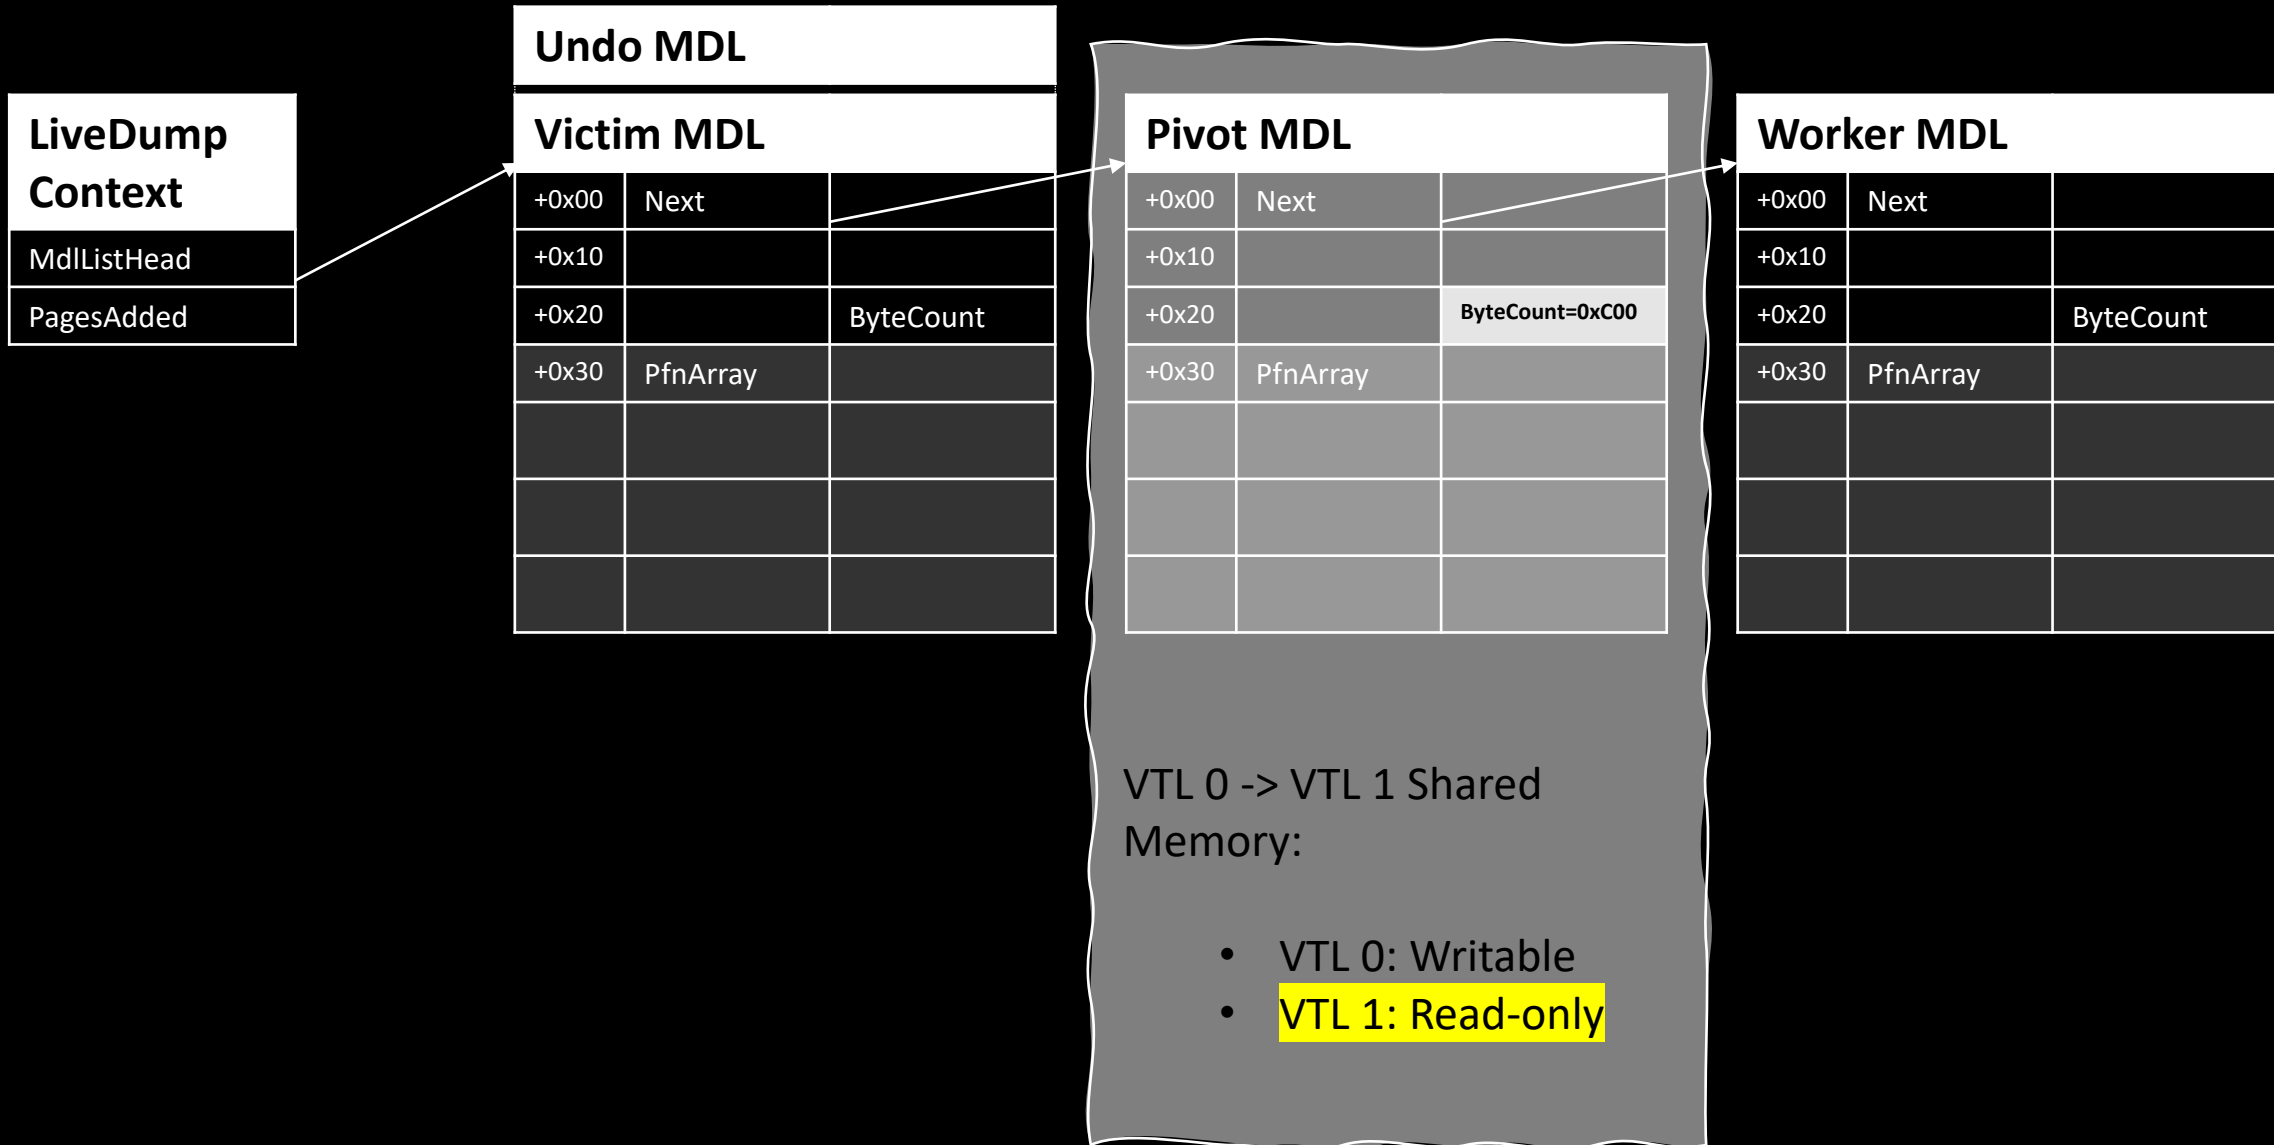 LiveDump
Context
MdlListHead
PagesAdded
Undo MDL
Victim MDL
+0x00 Next
+0x10
+0x20 ByteCount
+0x30 PfnArray
Pivot MDL
+0x00 Next
+0x10
+0x20 ByteCount=0xC00
+0x30 PfnArray
VTL 0 -> VTL 1 Shared
Memory:
• VTL 0: Writable
• VTL 1: Read-only
Worker MDL
+0x00 Next
+0x10
+0x20 ByteCount
+0x30 PfnArray